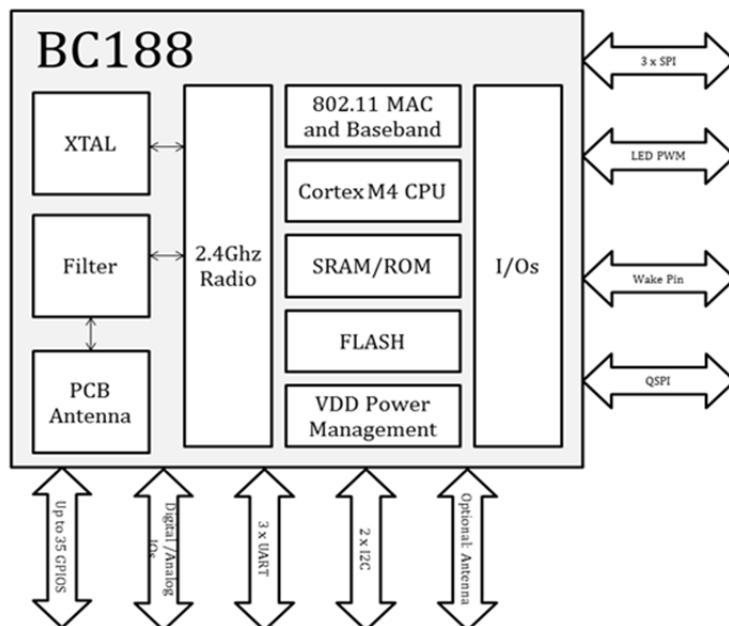 BC188
XTAL
Filter
PCB
Antenna
2.4Ghz
Radio
802.11 MAC
and Baseband
Cortex M4 CPU
SRAM/ROM
FLASH
VDD Power
Management
I/Os
3 x SPI
LED PWM
Wake Pin
QSPI
Up to 35 GPIOS
Digital /Analog
IOs
3 x UART
2 x I2C
Optional: Antenna